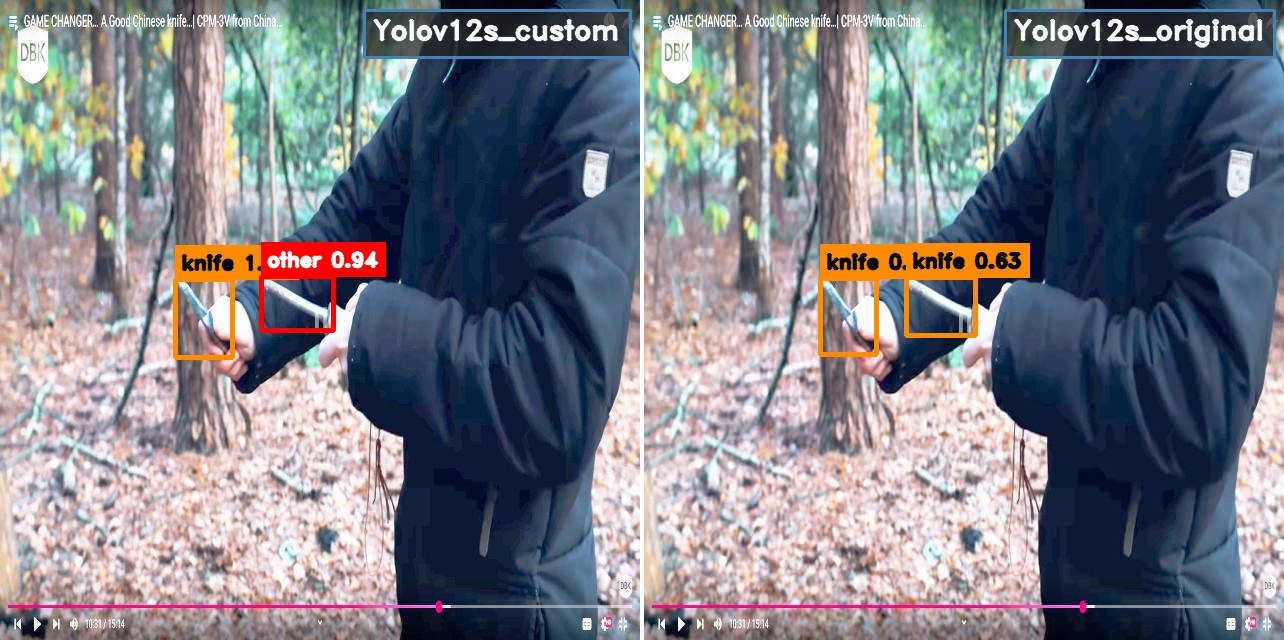 GAME CHANGER... A Good Chinese knife...| CPM-3V from China...
Yolov12s_custom
DBK
knife 1.
other 0.94
DBK
10:31 / 15:14
GAME CHANGER... A Good Chinese knife...| CPM-3V from China...
Yolov12s_original
DBK
knife 0.
knife 0.63
DBK
10:31 / 15:14